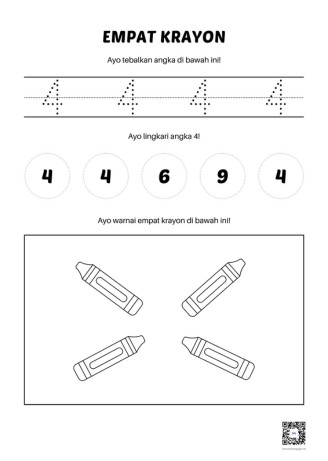 EMPAT KRAYON
Ayo tebalkan angka di bawah ini!
4 4 4 4
Ayo lingkari angka 4!
4 4 6 9 4
Ayo warnai empat krayon di bawah ini!